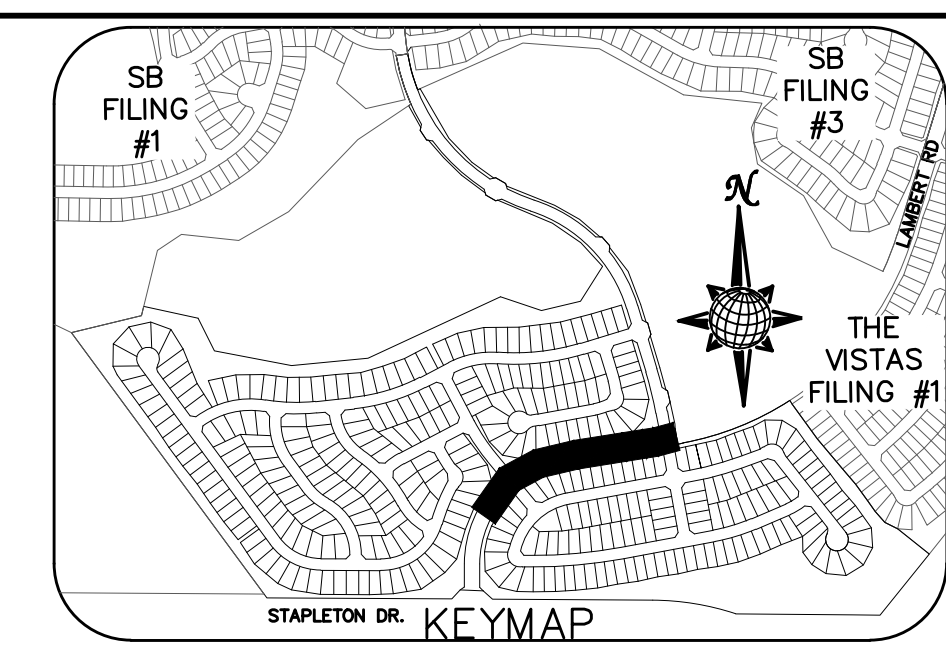 SB
FILING
#1
SB
FILING
#3
LAMBERT RD
N
THE
VISTAS
FILING #1
STAPLETON DR.
KEYMAP